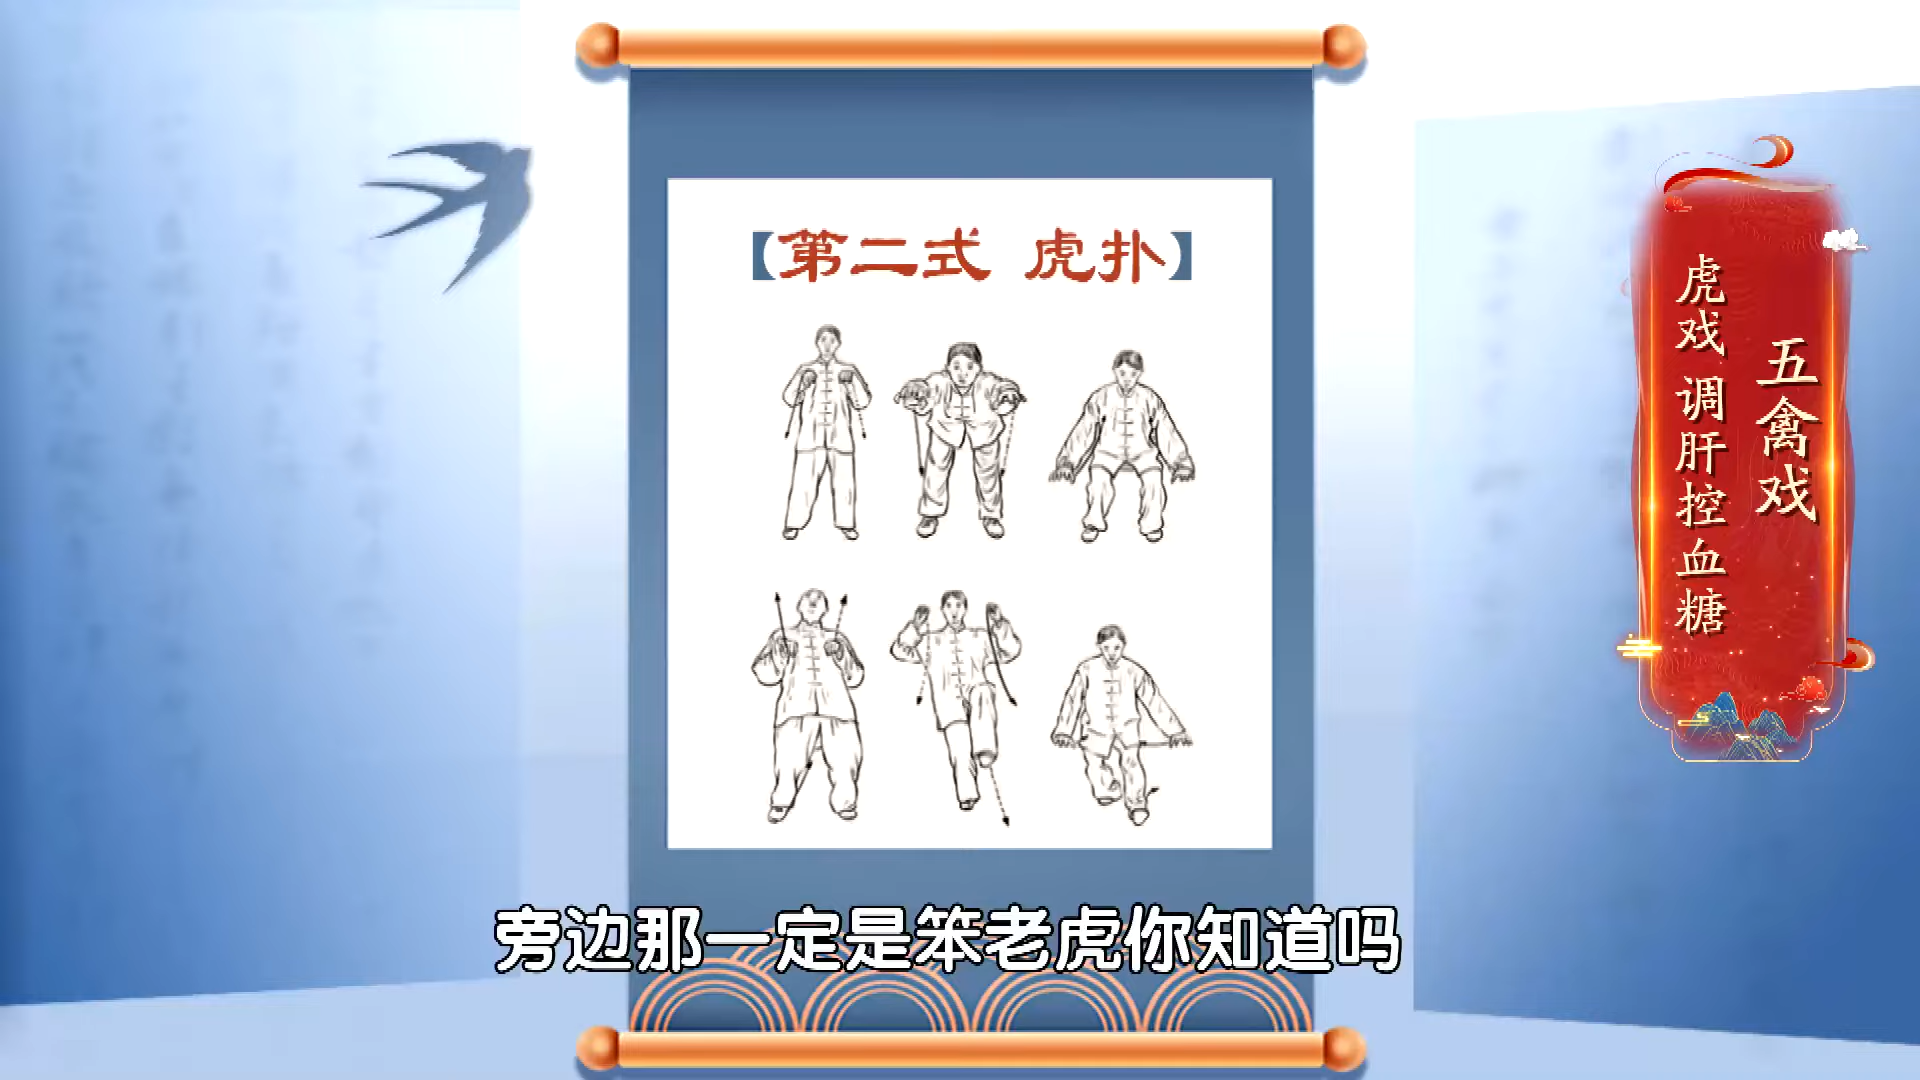 【第二式 虎扑】
五禽戏
虎戏 调肝控血糖
旁边那一定是笨老虎你知道吗